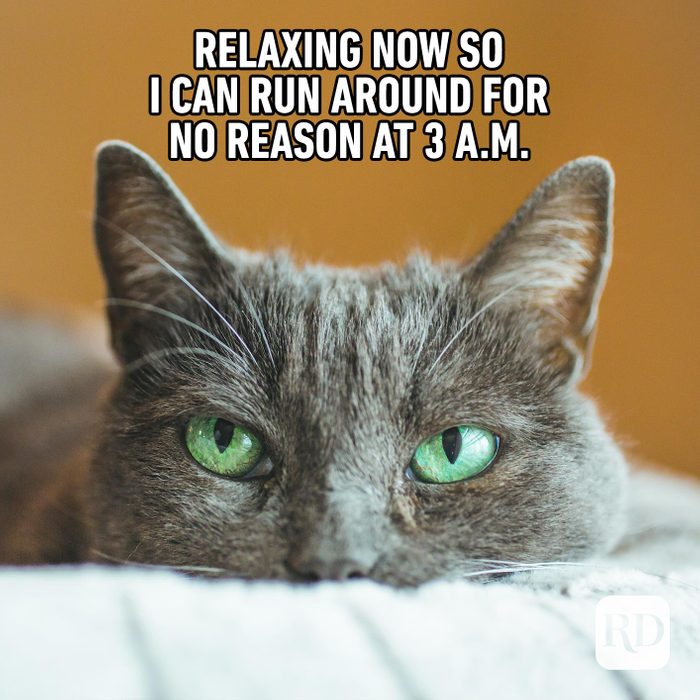 RELAXING NOW SO
I CAN RUN AROUND FOR
NO REASON AT 3 A.M.
RD